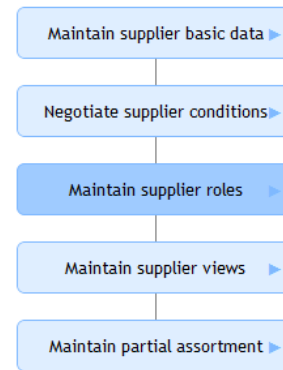 Maintain supplier basic data
Negotiate supplier conditions
Maintain supplier roles
Maintain supplier views
Maintain partial assortment